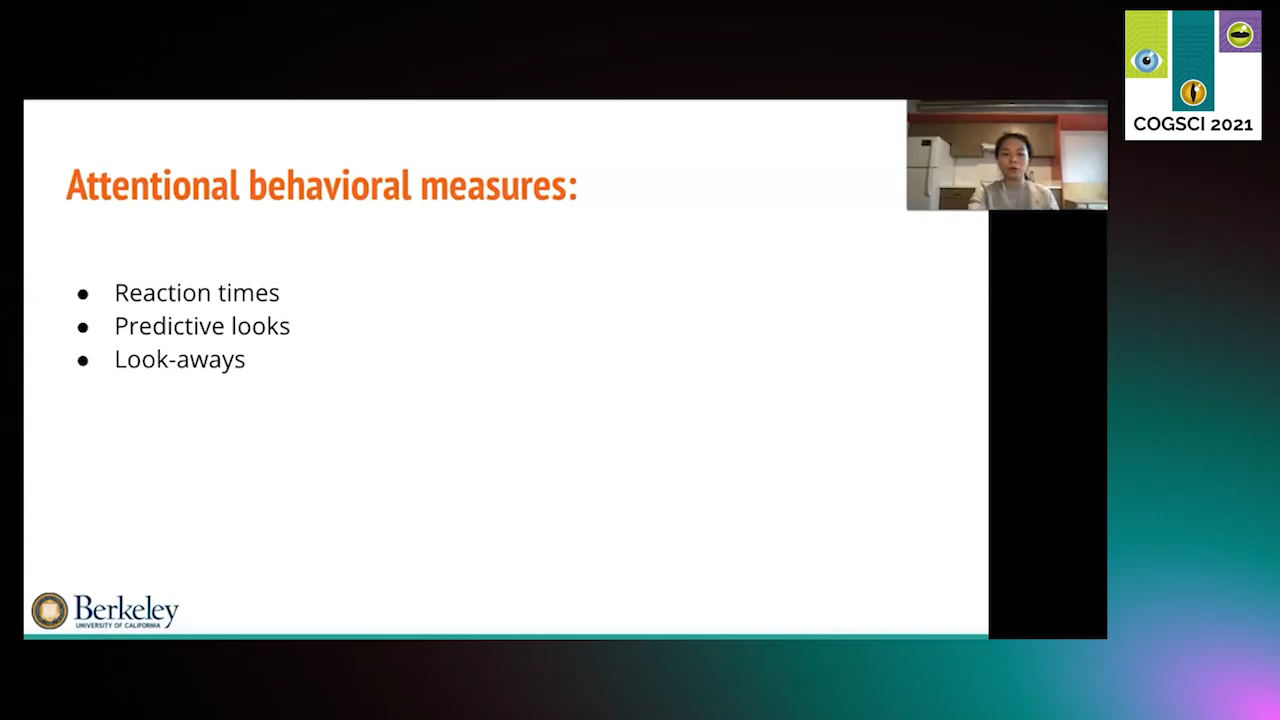 COGSCI 2021
Attentional behavioral measures:
● Reaction times
● Predictive looks
● Look-aways
Berkeley
UNIVERSITY OF CALIFORNIA